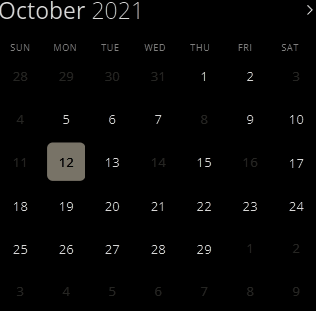 October 2021
SUN MON TUE WED THU FRI SAT
28 29 30 31 1 2 3
4 5 6 7 8 9 10
11 12 13 14 15 16 17
18 19 20 21 22 23 24
25 26 27 28 29 1 2
3 4 5 6 7 8 9